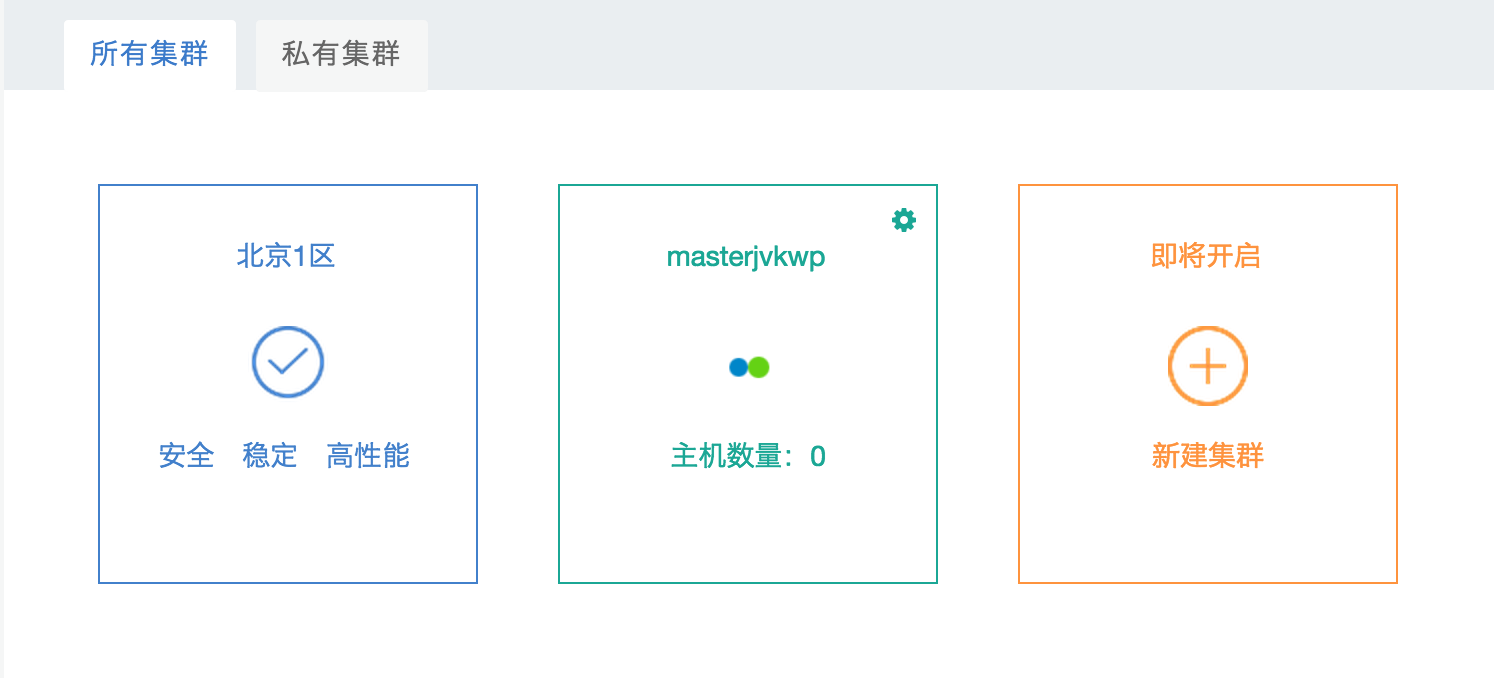 所有集群
私有集群
北京1区
安全 稳定 高性能
masterjvkwp
主机数量：0
即将开启
新建集群